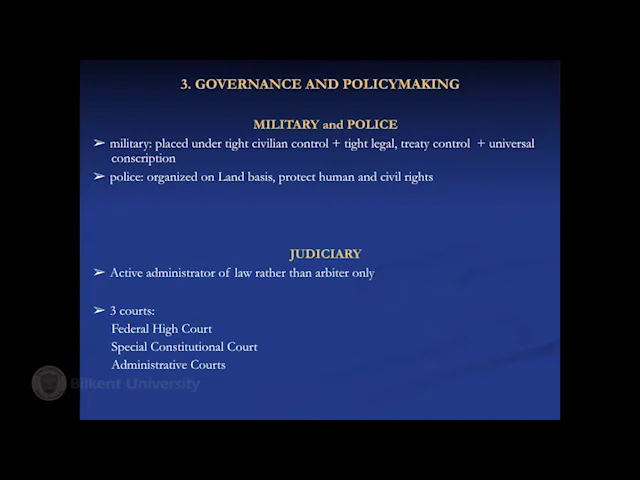 3. GOVERNANCE AND POLICYMAKING
MILITARY and POLICE
➢ military: placed under tight civilian control + tight legal, treaty control + universal
conscription
➢ police: organized on Land basis, protect human and civil rights
JUDICIARY
➢ Active administrator of law rather than arbiter only
➢ 3 courts:
Federal High Court
Special Constitutional Court
Administrative Courts
Bilkent University